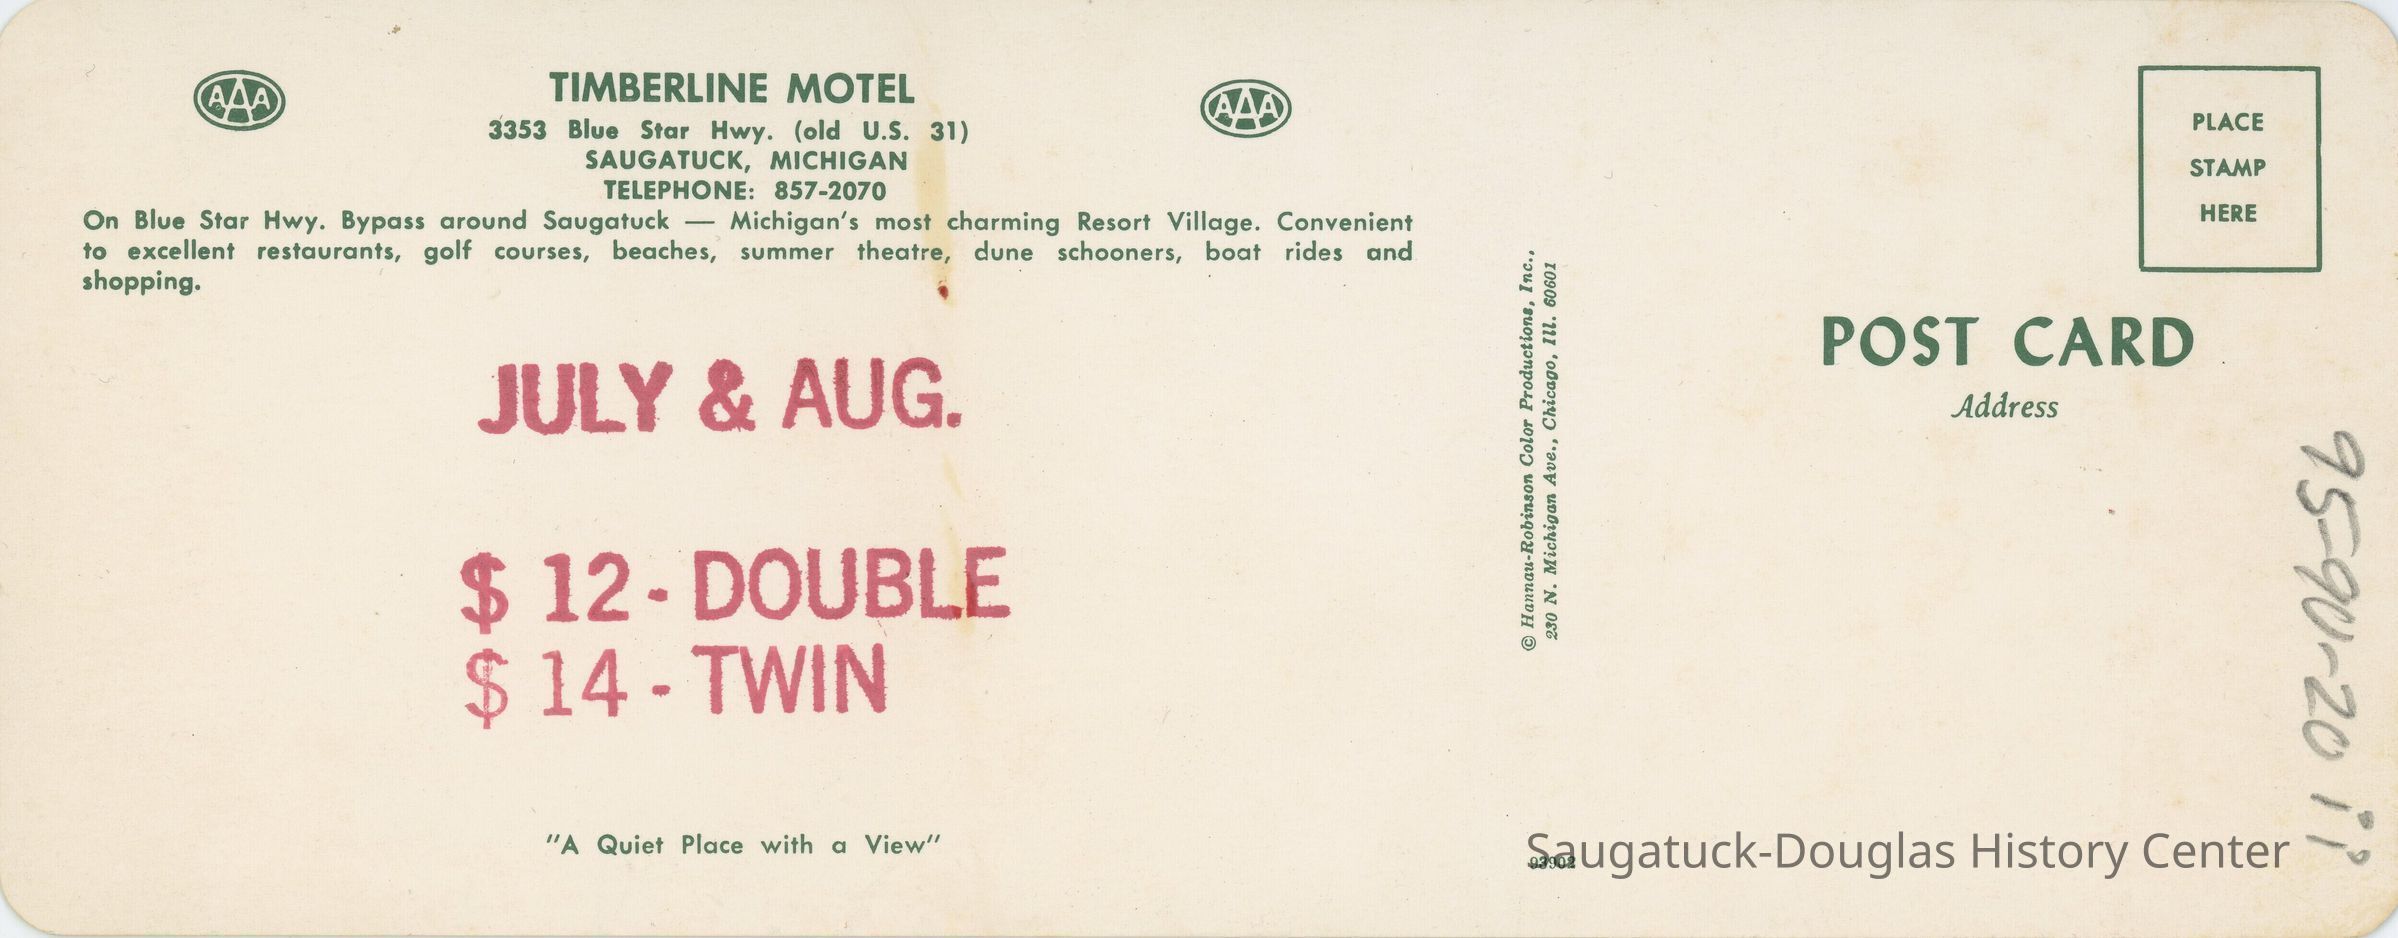 AAA
TIMBERLINE MOTEL
AAA
3353 Blue Star Hwy. (old U.S. 31)
SAUGATUCK, MICHIGAN
TELEPHONE: 857-2070
On Blue Star Hwy. Bypass around Saugatuck — Michigan's most charming Resort Village. Convenient
to excellent restaurants, golf courses, beaches, summer theatre, dune schooners, boat rides and
shopping.
JULY & AUG.
$ 12 - DOUBLE
$ 14 - TWIN
"A Quiet Place with a View"
© Hannau-Robinson Color Productions, Inc.,
230 N. Michigan Ave., Chicago, Ill. 60601
PLACE
STAMP
HERE
POST CARD
Address
93902
Saugatuck-Douglas History Center